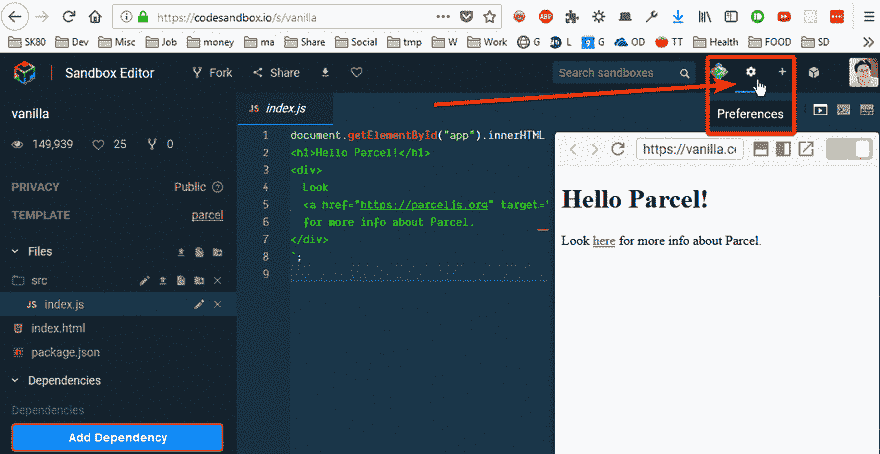 https://codesandbox.io/s/vanilla
SK80 Dev Misc Job money ma Share Social tmp W Work G L g OD TT Health FOOD SD
Sandbox Editor Fork Share Search sandboxes
Preferences
vanilla
149,939 25 0
PRIVACY Public
TEMPLATE parcel
Files
src
JS index.js
index.html
package.json
Dependencies
Dependencies
Add Dependency
JS index.js
1 document.getElementById("app").innerHTML
2 <h1>Hello Parcel!</h1>
3 <div>
4 Look
5 <a href="https://parceljs.org" target="
6 for more info about Parcel.
7 </div>
8 `;
9
https://vanilla.co
Hello Parcel!
Look here for more info about Parcel.